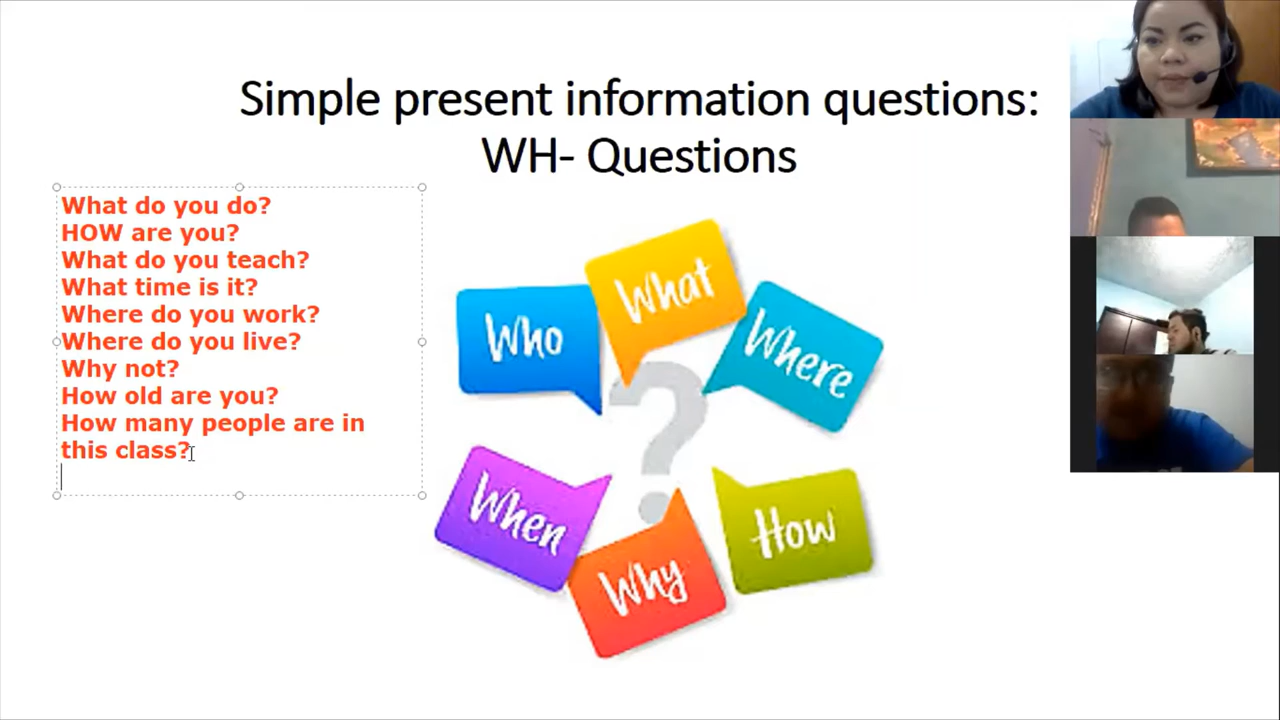 Simple present information questions:
WH- Questions
What do you do?
HOW are you?
What do you teach?
What time is it?
Where do you work?
Where do you live?
Why not?
How old are you?
How many people are in
this class?
Who
What
Where
When
Why
How
?